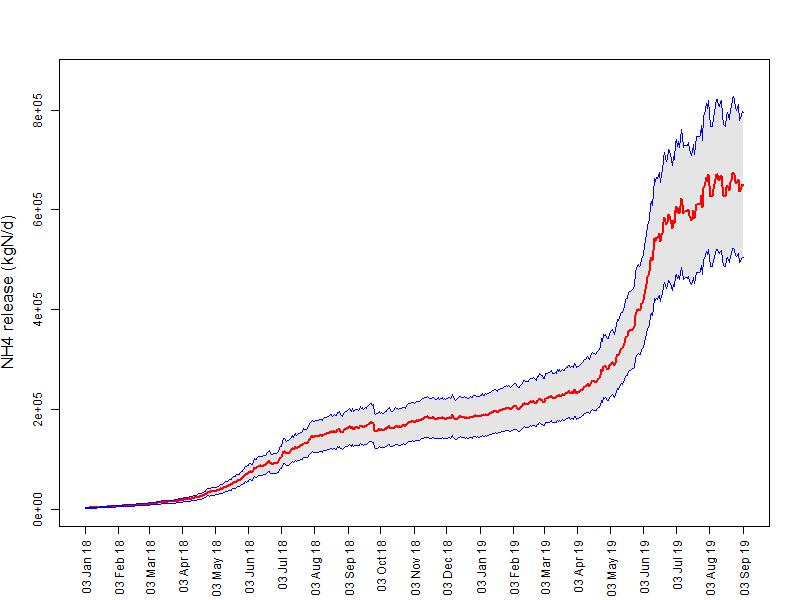 NH4 release (kgN/d)
8e+05
6e+05
4e+05
2e+05
0e+00
03 Jan 18
03 Feb 18
03 Mar 18
03 Apr 18
03 May 18
03 Jun 18
03 Jul 18
03 Aug 18
03 Sep 18
03 Oct 18
03 Nov 18
03 Dec 18
03 Jan 19
03 Feb 19
03 Mar 19
03 Apr 19
03 May 19
03 Jun 19
03 Jul 19
03 Aug 19
03 Sep 19